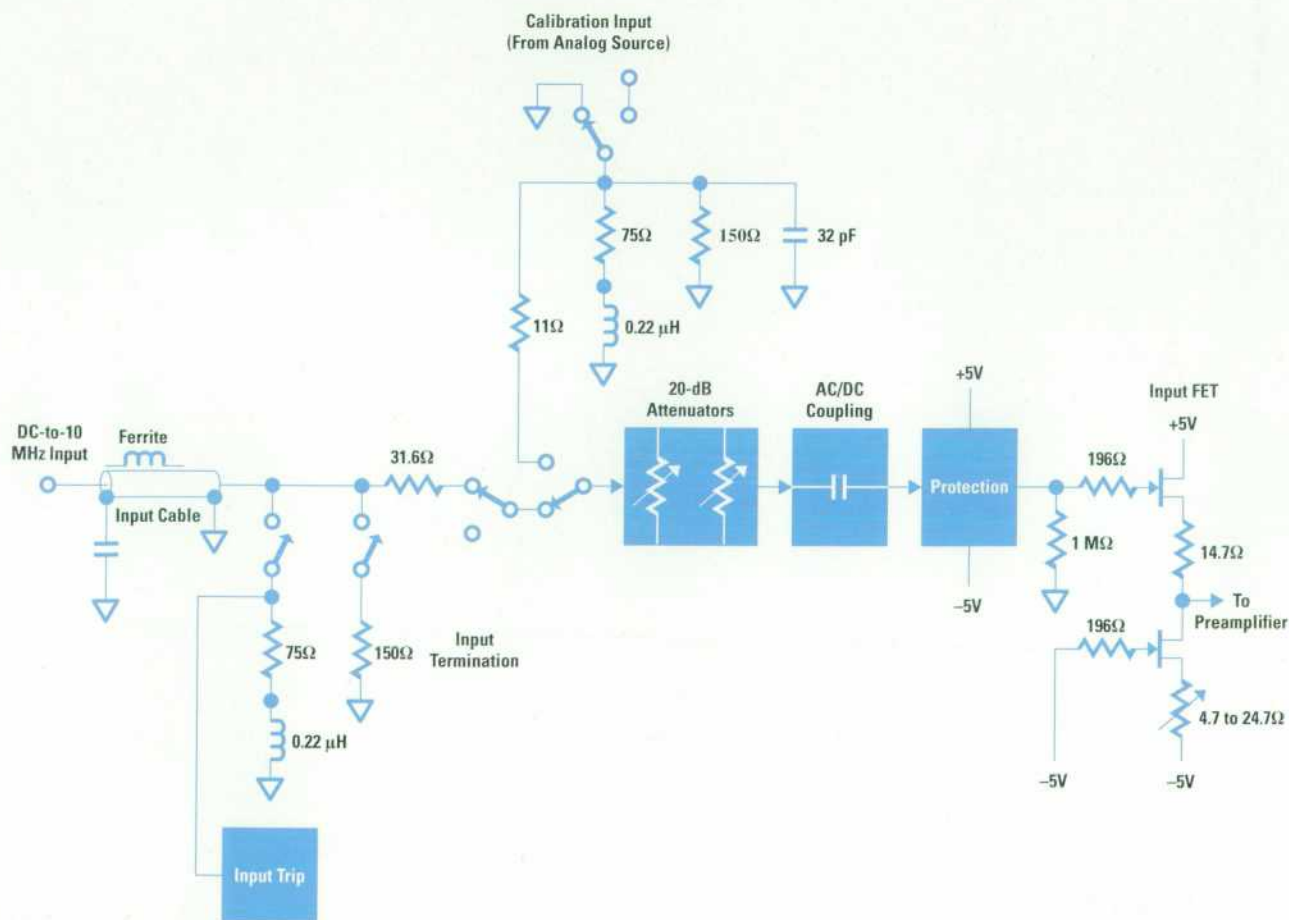 Calibration Input
(From Analog Source)
75Ω
150Ω
32 pF
11Ω
0.22 µH
DC-to-10
MHz Input
Ferrite
Input Cable
31.6Ω
20-dB
Attenuators
AC/DC
Coupling
+5V
Protection
–5V
Input FET
+5V
196Ω
1 MΩ
14.7Ω
To
Preamplifier
196Ω
4.7 to 24.7Ω
–5V
–5V
75Ω
150Ω
Input
Termination
0.22 µH
Input Trip